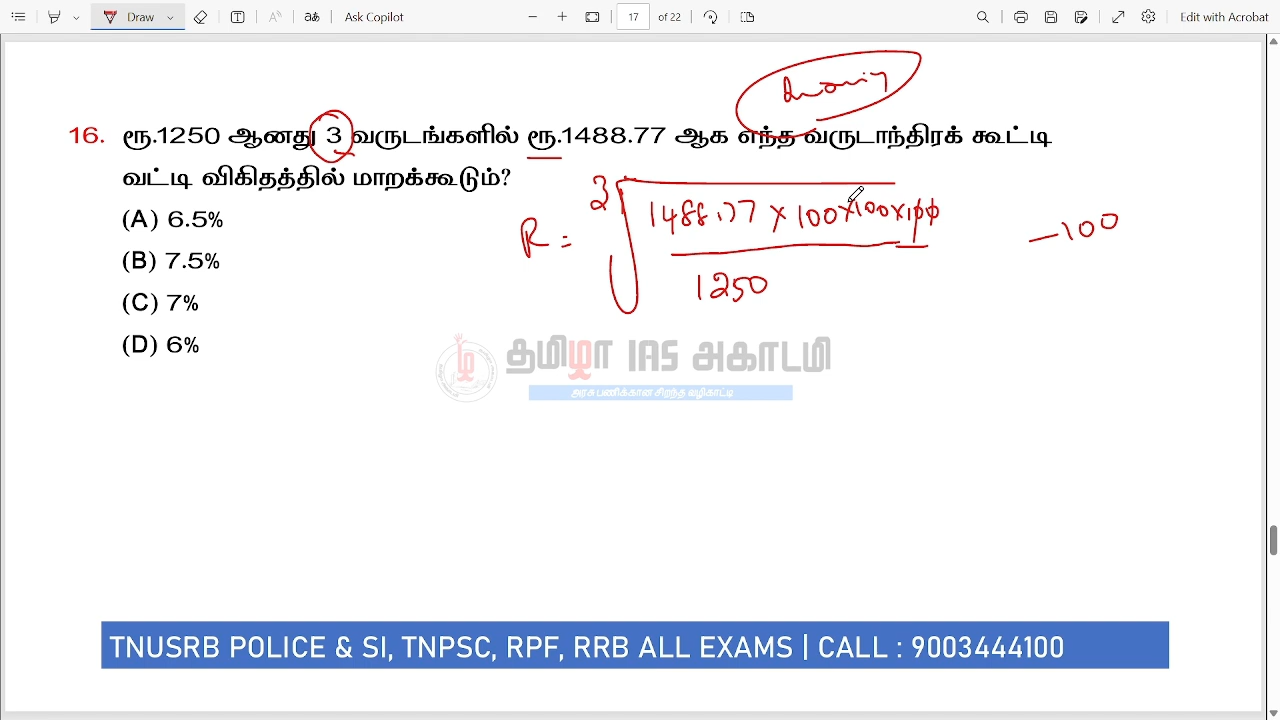 Draw
Ask Copilot
17 of 22
Edit with Acrobat
16. ரூ.1250 ஆனது 3 வருடங்களில் ரூ.1488.77 ஆக எந்த வருடாந்திரக் கூட்டி
வட்டி விகிதத்தில் மாறக்கூடும்?
(A) 6.5%
(B) 7.5%
(C) 7%
(D) 6%
R = 3√
1488.77 × 100 × 100 × 100
1250
—100
தமிழா IAS அகாடமி
அரசு பணிக்கான சிறந்த வழிகாட்டி
TNUSRB POLICE & SI, TNPSC, RPF, RRB ALL EXAMS | CALL : 9003444100